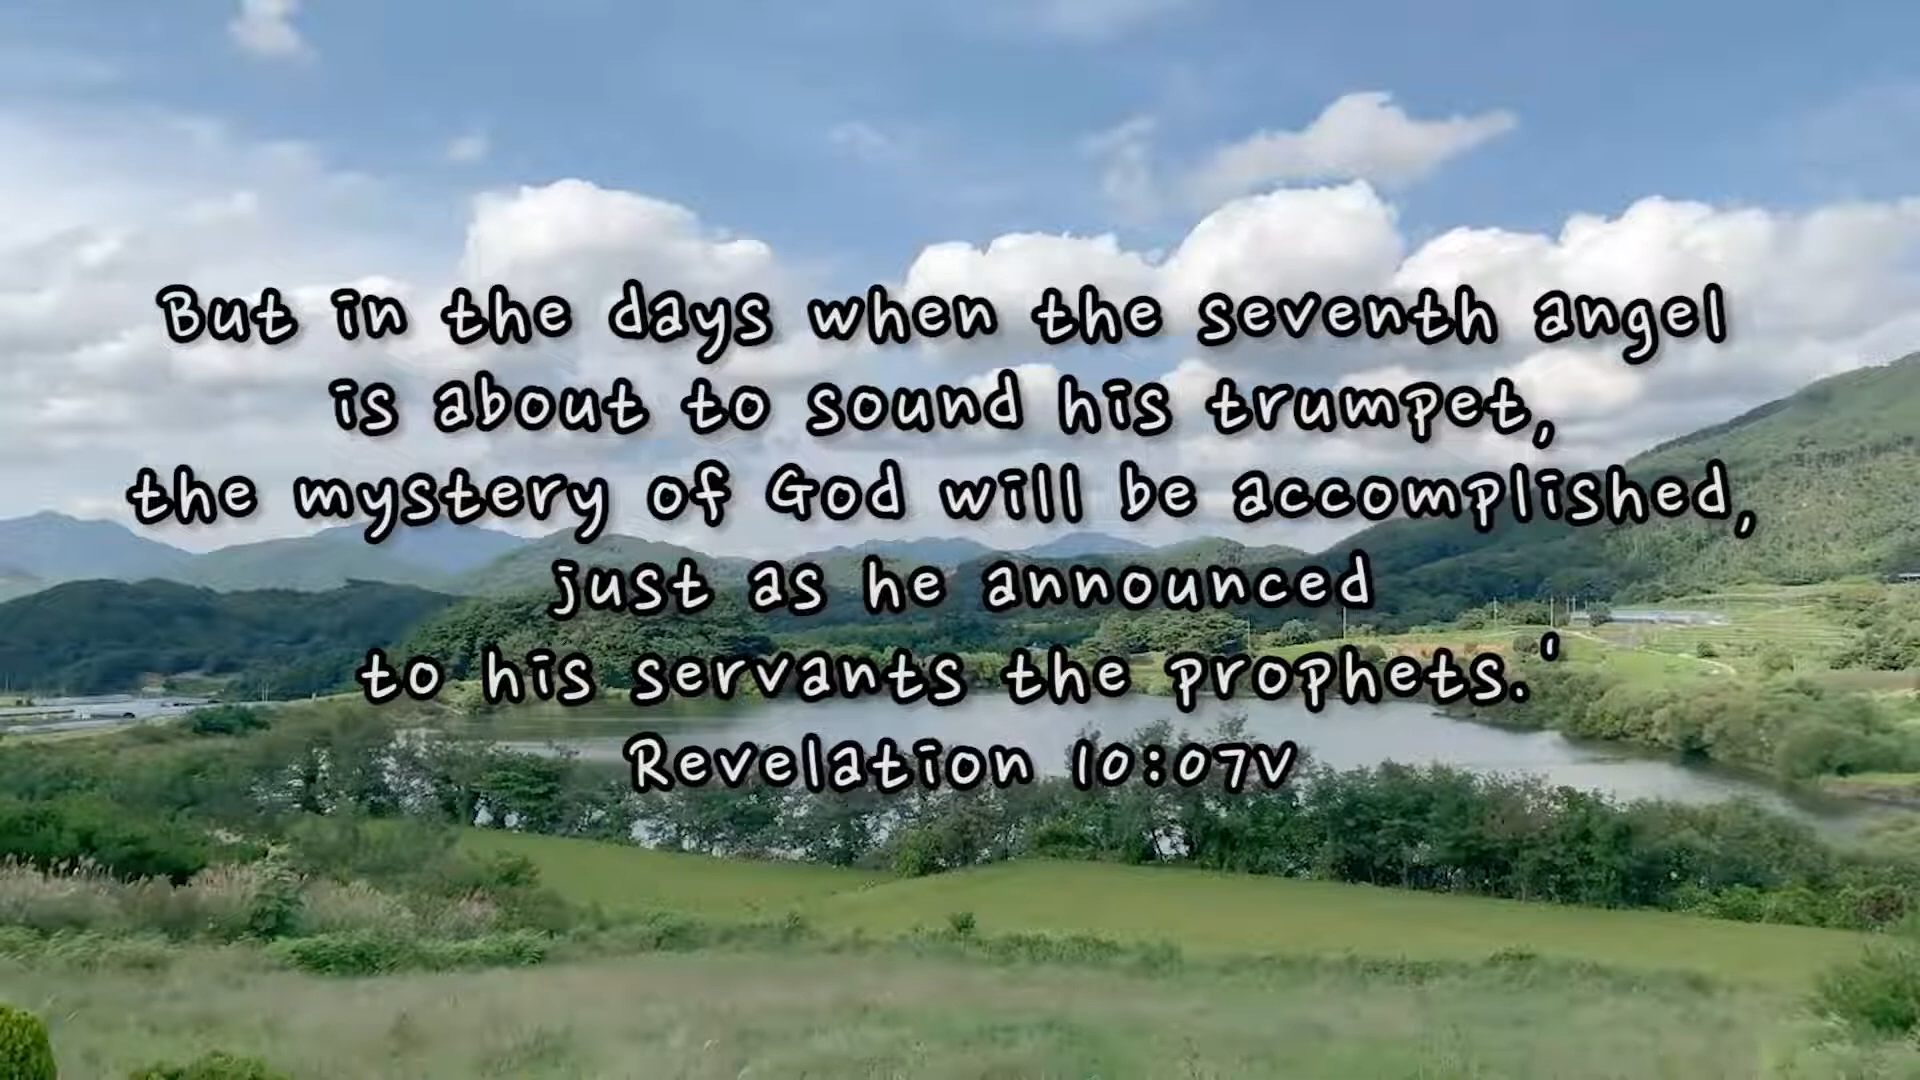 But in the days when the seventh angel
is about to sound his trumpet,
the mystery of God will be accomplished,
just as he announced
to his servants the prophets.'
Revelation 10:07V